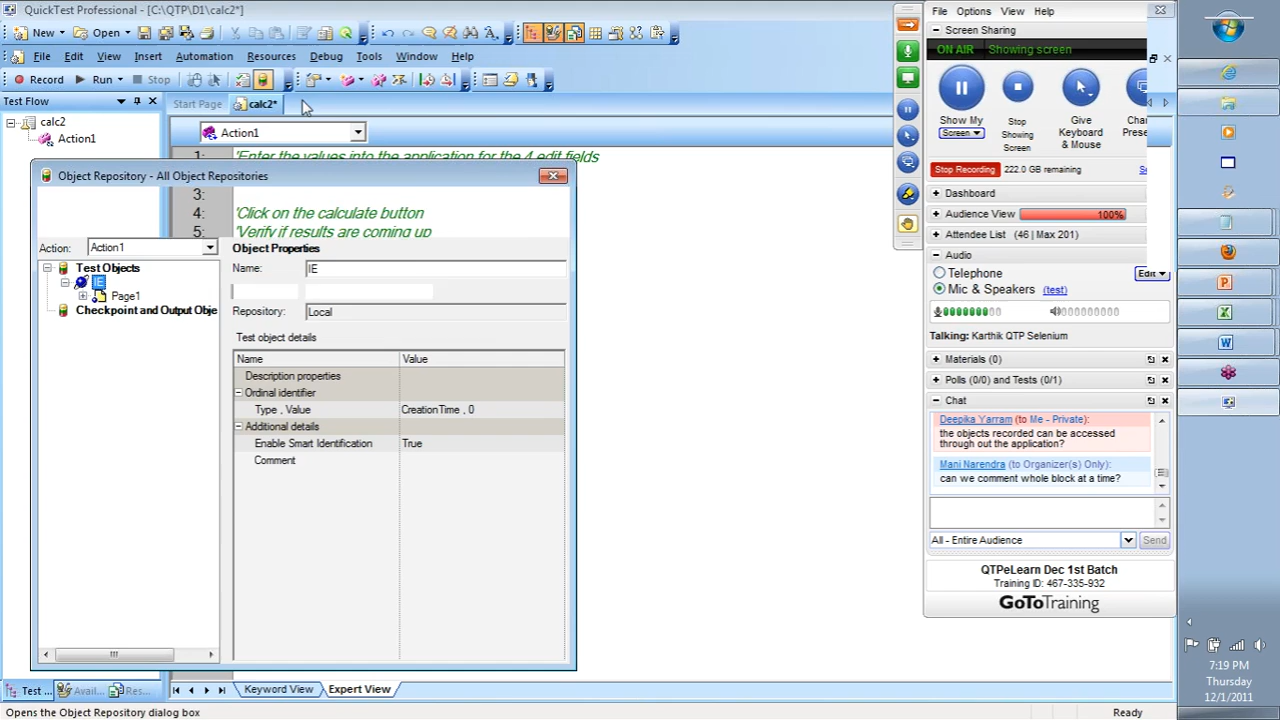 QuickTest Professional - [C:\QTP\D1\calc2*]
New
Open
File Edit View Insert Automation Resources Debug Window Help
Record Run Stop
Test Flow
Start Page calc2*
calc2
Action1
Action1
1: 'Enter the values into the application for the 4 edit fields
Object Repository - All Object Repositories
3:
4: 'Click on the calculate button
5: 'Verify if results are coming up
Action: Action1
Object Properties
Test Objects
IE
Page1
Checkpoint and Output Obje
Name: IE
Repository: Local
Test object details
Name Value
Description properties
Ordinal identifier
Type , Value CreationTime , 0
Additional details
Enable Smart Identification True
Comment
Test ... Avail... Res...
Keyword View Expert View
Opens the Object Repository dialog box
Ready
File Options View Help
Screen Sharing
ON AIR Showing screen
Show My
Screen
Stop
Showing
Screen
Give
Keyboard
& Mouse
Chan
Prese
Stop Recording 222.0 GB remaining
Dashboard
Audience View 100%
Attendee List (46 | Max 201)
Audio
Telephone
Edit
Mic & Speakers (test)
Talking: Karthik QTP Selenium
Materials (0)
Polls (0/0) and Tests (0/1)
Chat
Deepika Yarram (to Me - Private):
the objects recorded can be accessed
through out the application?
Mani Narendra (to Organizer(s) Only):
can we comment whole block at a time?
All - Entire Audience
Send
QTPeLearn Dec 1st Batch
Training ID: 467-335-932
GoToTraining
7:19 PM
Thursday
12/1/2011